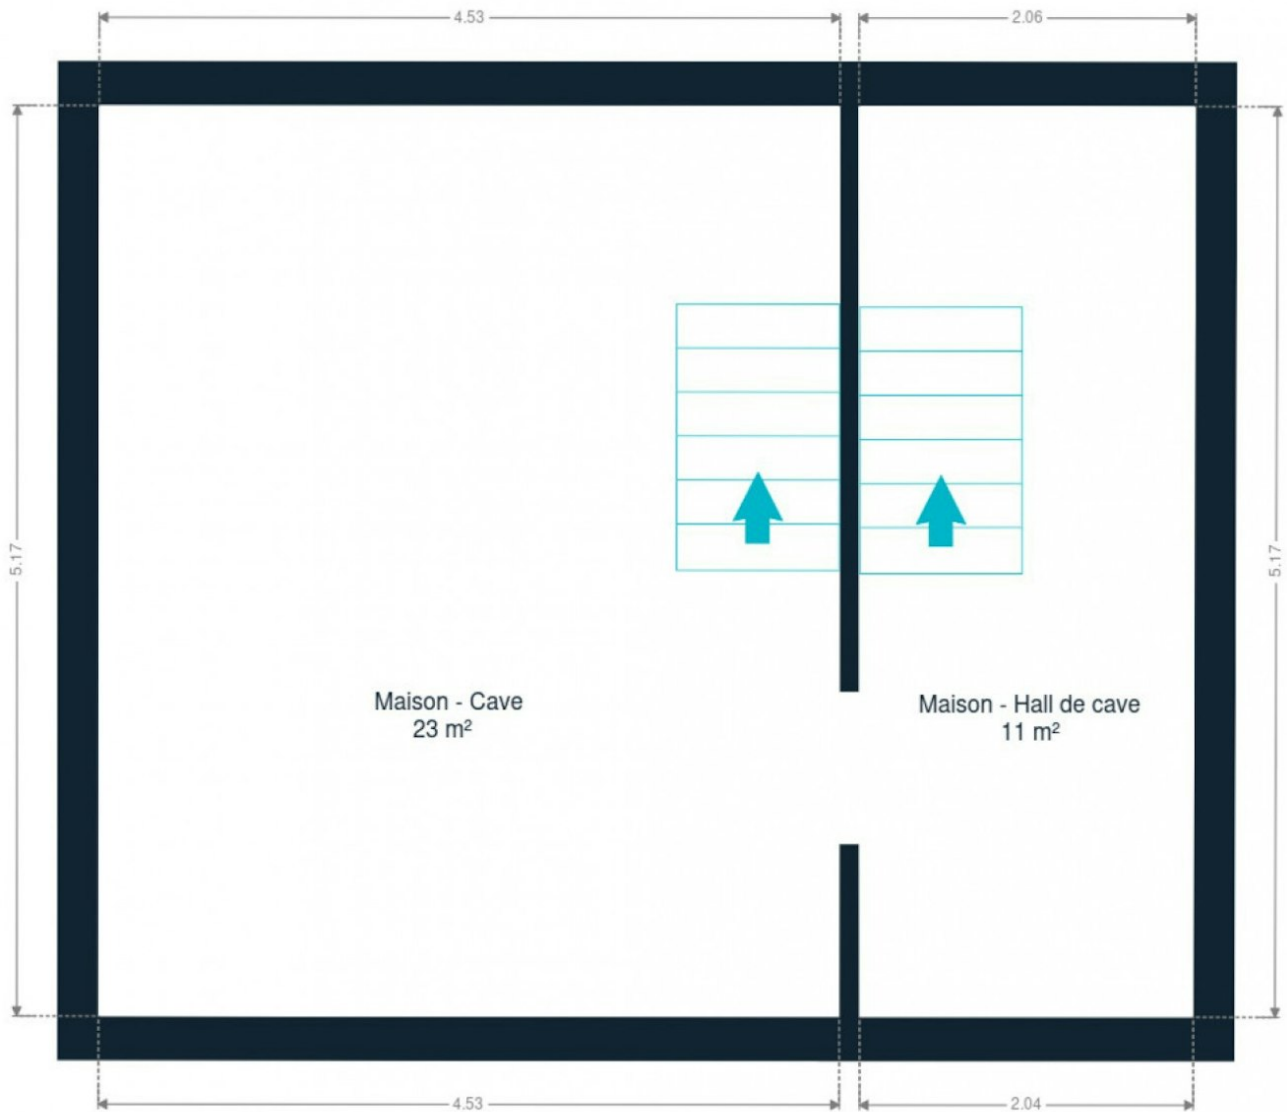 4.53
2.06
5.17
5.17
Maison - Cave
23 m²
Maison - Hall de cave
11 m²
4.53
2.04